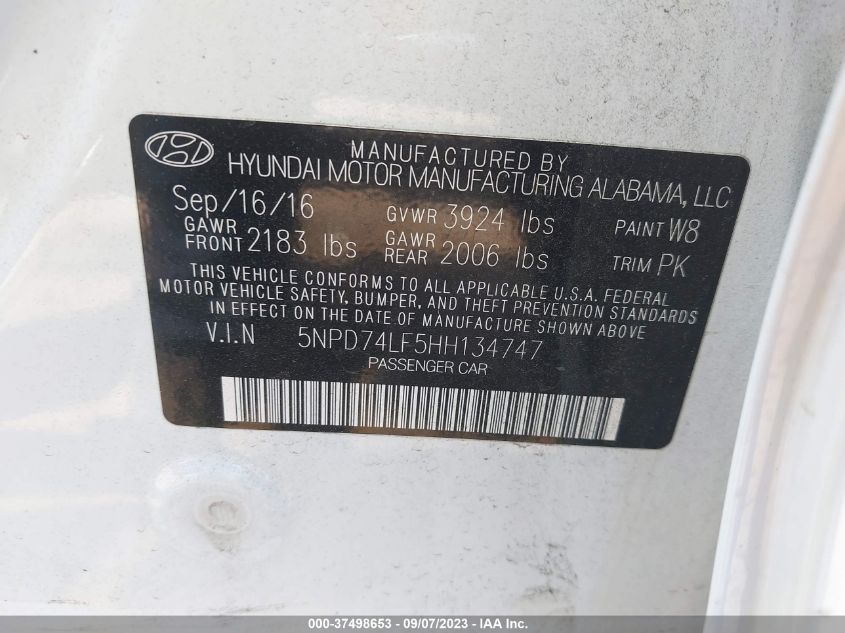 MANUFACTURED BY
HYUNDAI MOTOR MANUFACTURING ALABAMA, LLC
Sep/16/16 GVWR 3924 lbs PAINT W8
GAWR FRONT 2183 lbs GAWR REAR 2006 lbs TRIM PK
THIS VEHICLE CONFORMS TO ALL APPLICABLE U.S.A. FEDERAL
MOTOR VEHICLE SAFETY, BUMPER, AND THEFT PREVENTION STANDARDS
IN EFFECT ON THE DATE OF MANUFACTURE SHOWN ABOVE
V.I.N 5NPD74LF5HH134747
PASSENGER CAR
000-37498653 - 09/07/2023 - © IAA Inc.